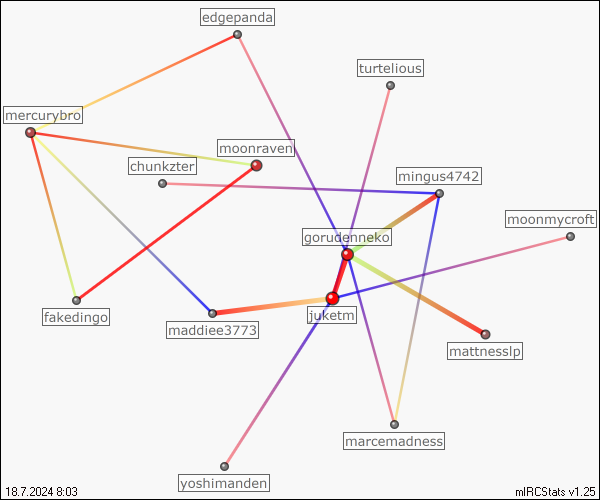 edgepanda
turtelious
mercurybro
moonraven
chunkzter
mingus4742
moonmycroft
gorudenneko
fakedingo
maddiee3773
juketm
mattnesslp
marcemadness
yoshimanden
18.7.2024 8:03
mIRCStats v1.25